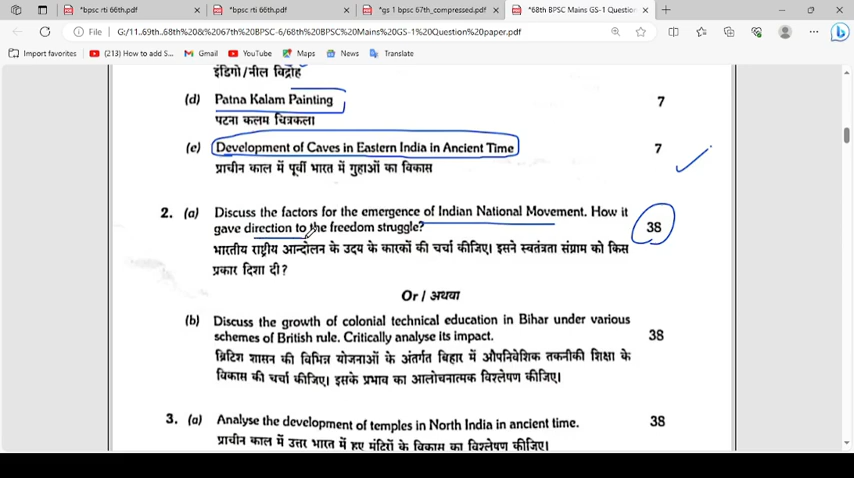 *bpsc rti 66th.pdf
*bpsc rti 66th.pdf
*gs 1 bpsc 67th_compressed.pdf
*68th BPSC Mains GS-1 Question
File
G:/11..69th..68th%20&%2067th%20BPSC-6/68th%20BPSC%20Mains%20GS-1%20Question%20paper.pdf
Import favorites
(213) How to add S...
Gmail
YouTube
Maps
News
Translate
इंडिगो/नील विद्रोह
(d) Patna Kalam Painting 7
पटना कलम चित्रकला
(e) Development of Caves in Eastern India in Ancient Time 7
प्राचीन काल में पूर्वी भारत में गुहाओं का विकास
2. (a) Discuss the factors for the emergence of Indian National Movement. How it
gave direction to the freedom struggle? 38
भारतीय राष्ट्रीय आन्दोलन के उदय के कारकों की चर्चा कीजिए। इसने स्वतंत्रता संग्राम को किस
प्रकार दिशा दी?
Or / अथवा
(b) Discuss the growth of colonial technical education in Bihar under various
schemes of British rule. Critically analyse its impact. 38
ब्रिटिश शासन की विभिन्न योजनाओं के अंतर्गत बिहार में औपनिवेशिक तकनीकी शिक्षा के
विकास की चर्चा कीजिए। इसके प्रभाव का आलोचनात्मक विश्लेषण कीजिए।
3. (a) Analyse the development of temples in North India in ancient time. 38
प्राचीन काल में उत्तर भारत में हुए मंदिरों के विकास का विश्लेषण कीजिए।